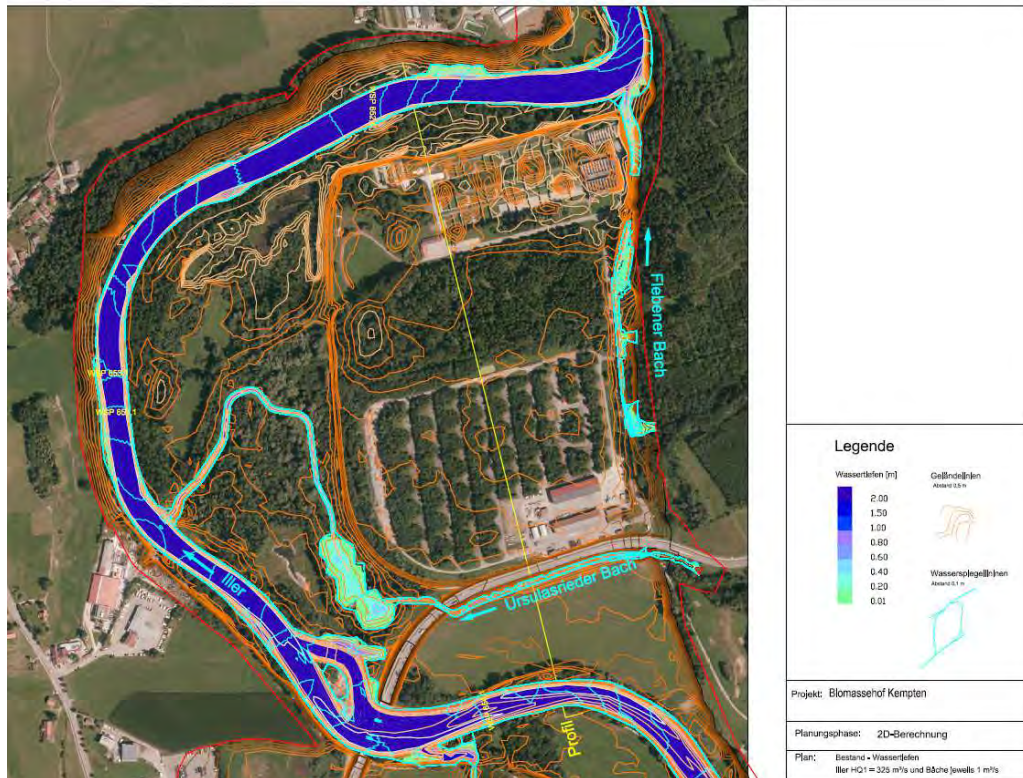 Flebener Bach
Iller
Ursulasrieder Bach
Profil
Legende
Wassertiefen [m]
2.00
1.50
1.00
0.80
0.60
0.40
0.20
0.01
Geländelinien
Abstand 0,5 m
Wasserspiegellinien
Abstand 0,1 m
Projekt: Blomassehof Kempten
Planungsphase: 2D-Berechnung
Plan: Bestand - Wassertiefen
Iller HQ1 = 325 m³/s und Bäche jeweils 1 m³/s